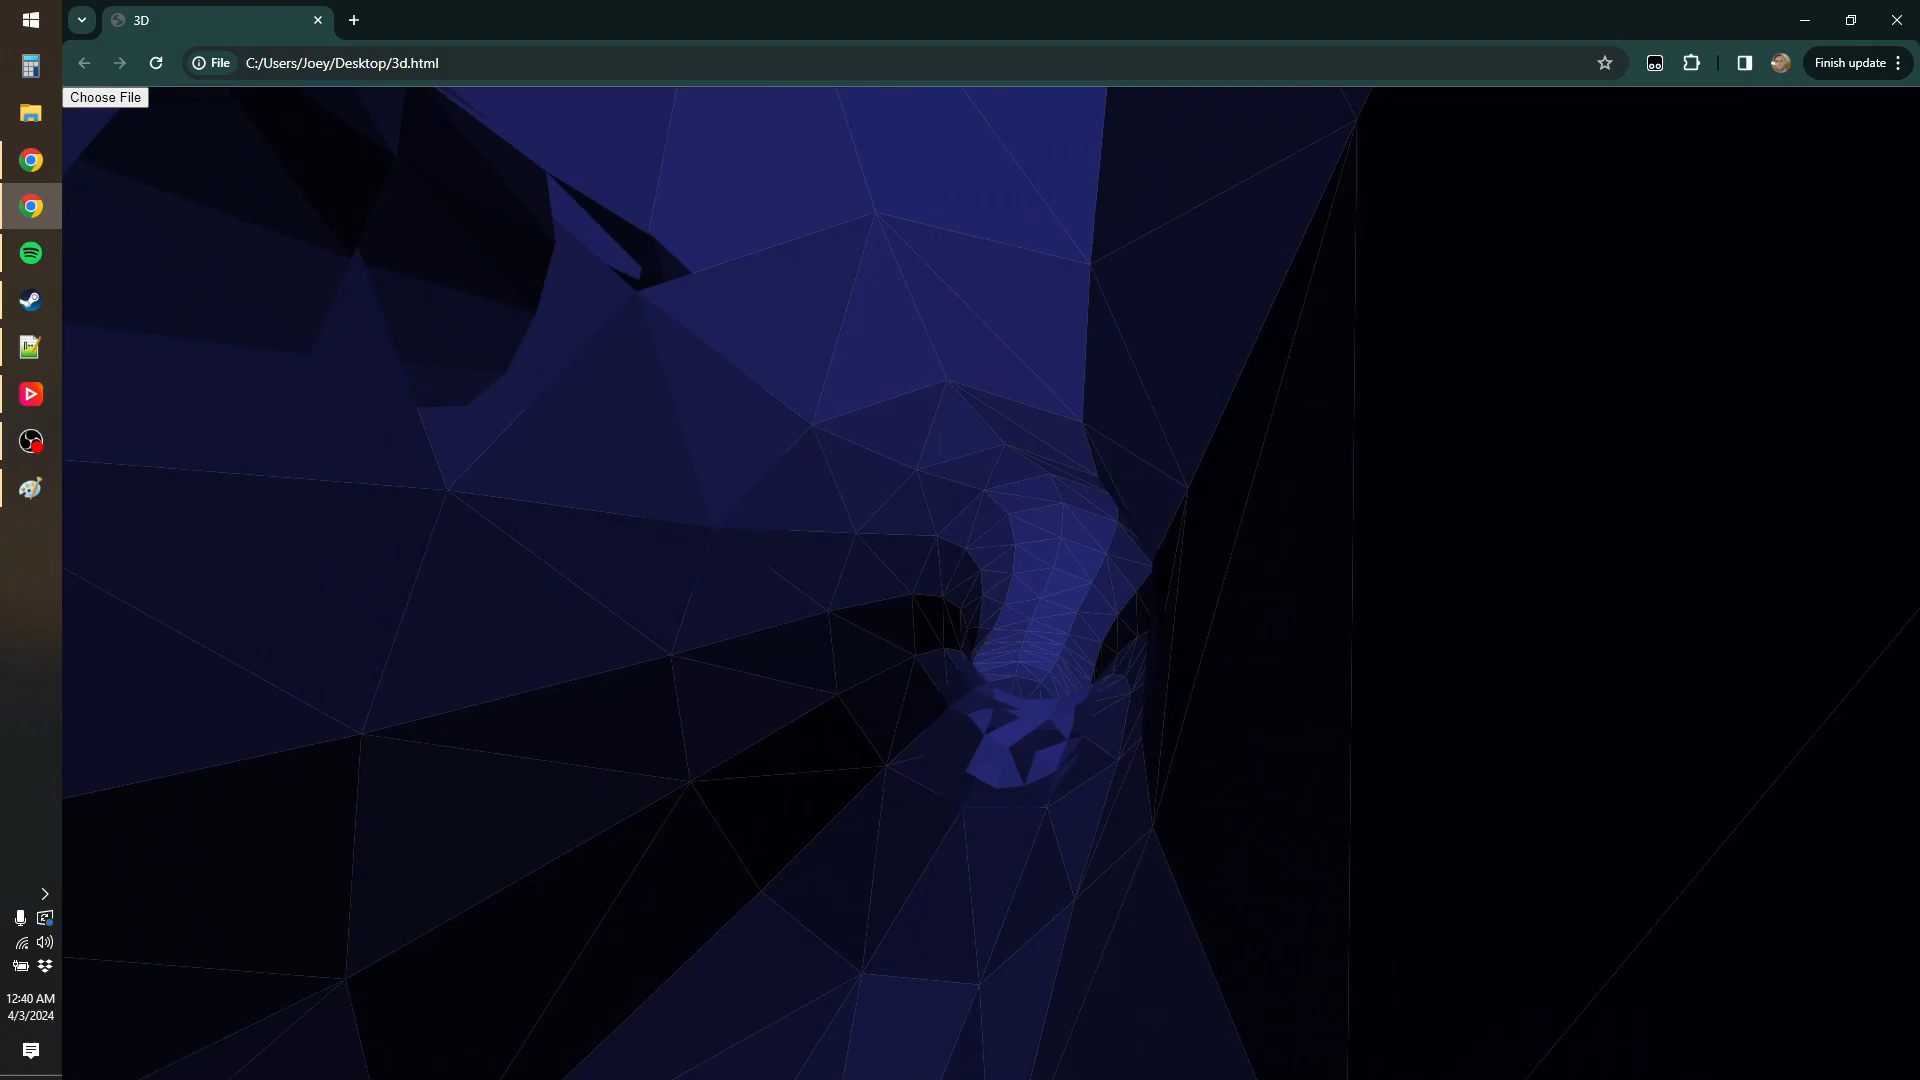 3D
File
C:/Users/Joey/Desktop/3d.html
Finish update
Choose File
12:40 AM
4/3/2024